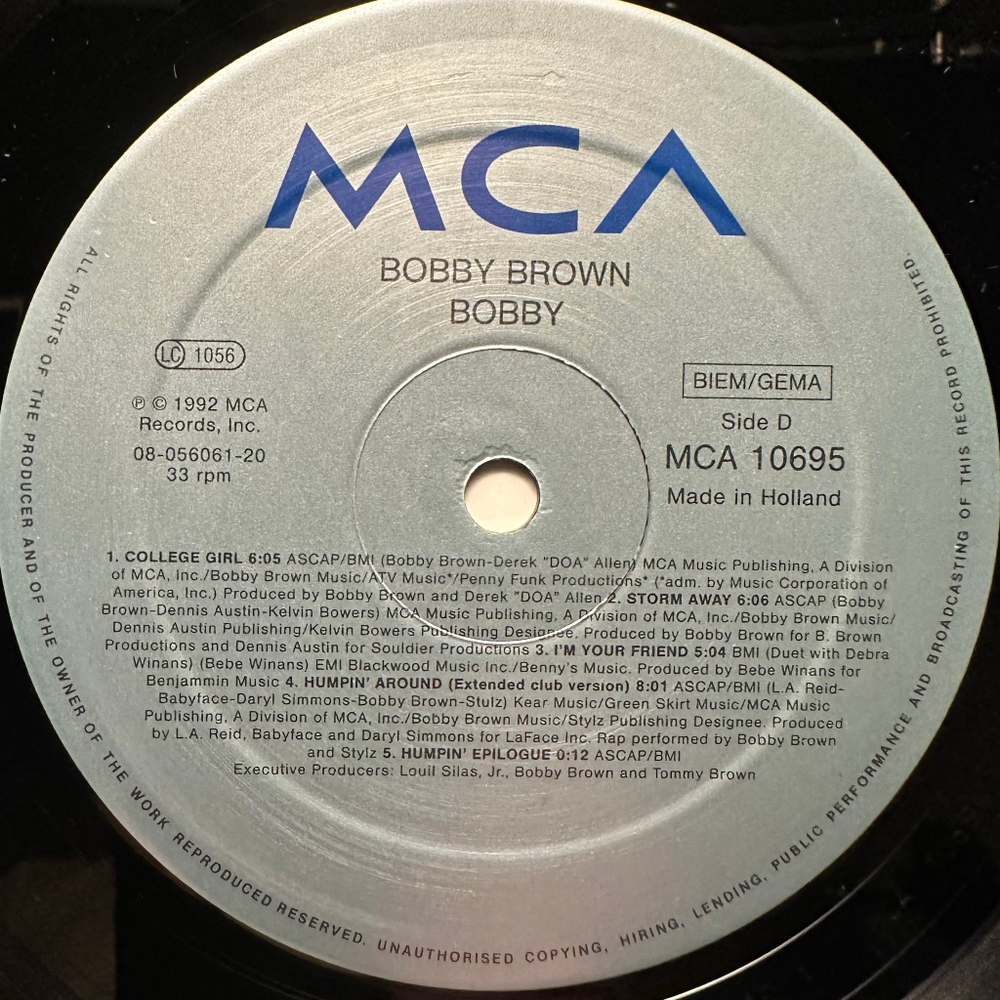 MCA
BOBBY BROWN
BOBBY
LC 1056
℗ © 1992 MCA
Records, Inc.
08-056061-20
33 rpm
BIEM/GEMA
Side D
MCA 10695
Made in Holland
1. COLLEGE GIRL 6:05 ASCAP/BMI (Bobby Brown-Derek "DOA" Allen) MCA Music Publishing, A Division
of MCA, Inc./Bobby Brown Music/ATV Music*/Penny Funk Productions* (*adm. by Music Corporation of
America, Inc.) Produced by Bobby Brown and Derek "DOA" Allen 2. STORM AWAY 6:06 ASCAP (Bobby
Brown-Dennis Austin-Kelvin Bowers) MCA Music Publishing, A Division of MCA, Inc./Bobby Brown Music/
Dennis Austin Publishing/Kelvin Bowers Publishing Designee. Produced by Bobby Brown for B. Brown
Productions and Dennis Austin for Souldier Productions 3. I'M YOUR FRIEND 5:04 BMI (Duet with Debra
Winans) (Bebe Winans) EMI Blackwood Music Inc./Benny's Music. Produced by Bebe Winans for
Benjammin Music 4. HUMPIN' AROUND (Extended club version) 8:01 ASCAP/BMI (L.A. Reid-
Babyface-Daryl Simmons-Bobby Brown-Stulz) Kear Music/Green Skirt Music/MCA Music
Publishing, A Division of MCA, Inc./Bobby Brown Music/Stylz Publishing Designee. Produced
by L.A. Reid, Babyface and Daryl Simmons for LaFace Inc. Rap performed by Bobby Brown
and Stylz 5. HUMPIN' EPILOGUE 0:12 ASCAP/BMI
Executive Producers: Louil Silas, Jr., Bobby Brown and Tommy Brown
ALL RIGHTS OF THE PRODUCER AND OF THE OWNER OF THE WORK REPRODUCED RESERVED. UNAUTHORISED COPYING, HIRING, LENDING, PUBLIC PERFORMANCE AND BROADCASTING OF THIS RECORD PROHIBITED.